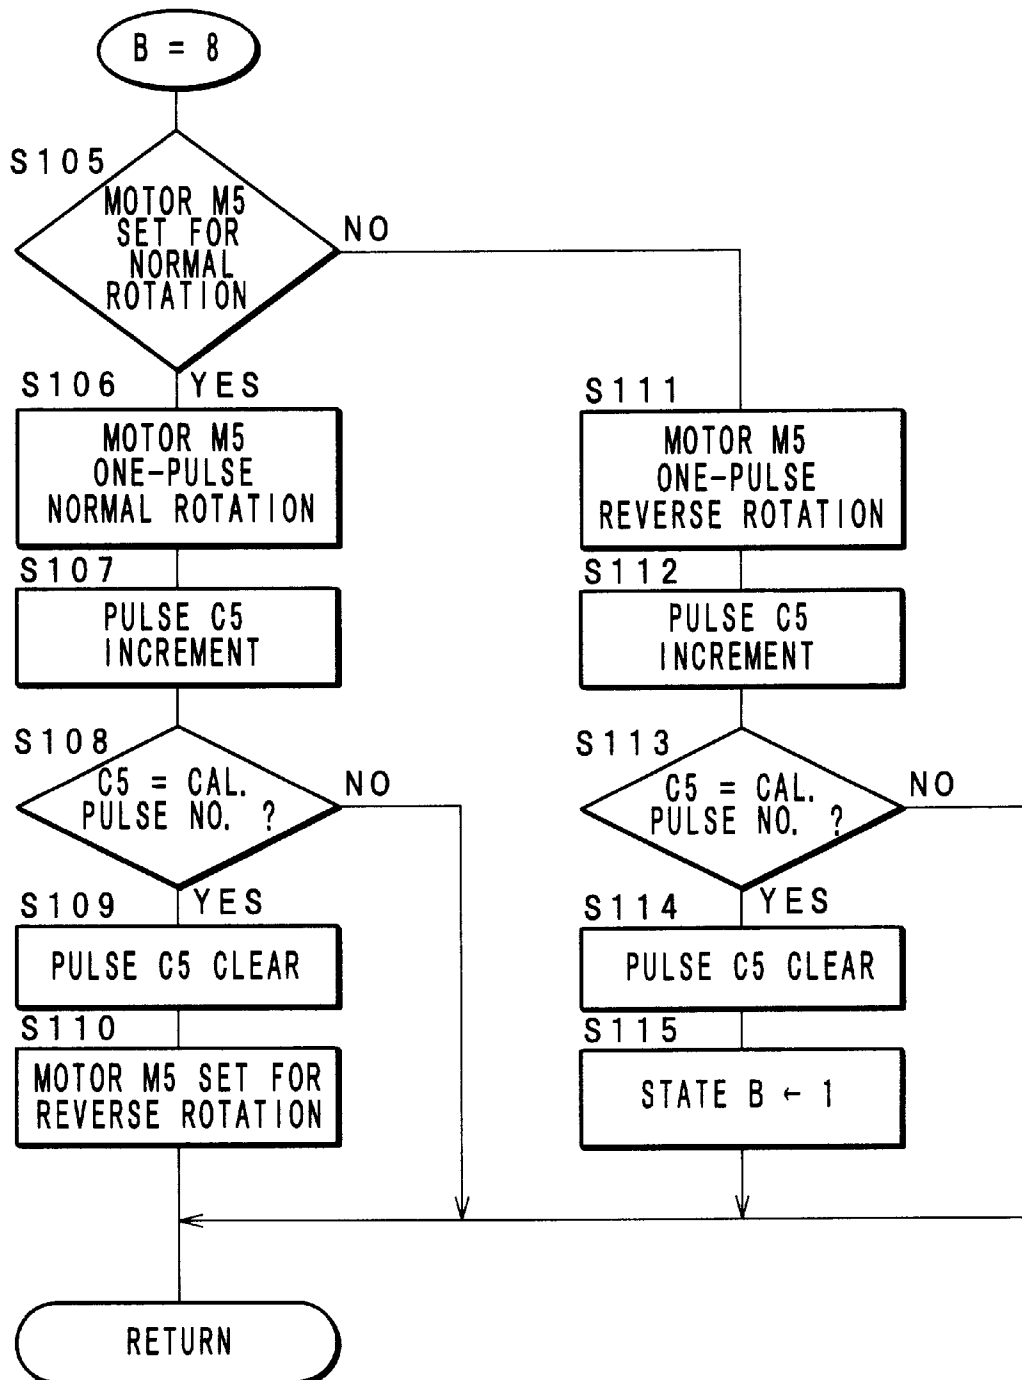 B = 8
S105
MOTOR M5
SET FOR
NORMAL
ROTATION
NO
YES
S106
MOTOR M5
ONE-PULSE
NORMAL ROTATION
S107
PULSE C5
INCREMENT
S108
C5 = CAL.
PULSE NO. ?
NO
YES
S109
PULSE C5 CLEAR
S110
MOTOR M5 SET FOR
REVERSE ROTATION
S111
MOTOR M5
ONE-PULSE
REVERSE ROTATION
S112
PULSE C5
INCREMENT
S113
C5 = CAL.
PULSE NO. ?
NO
YES
S114
PULSE C5 CLEAR
S115
STATE B ← 1
RETURN